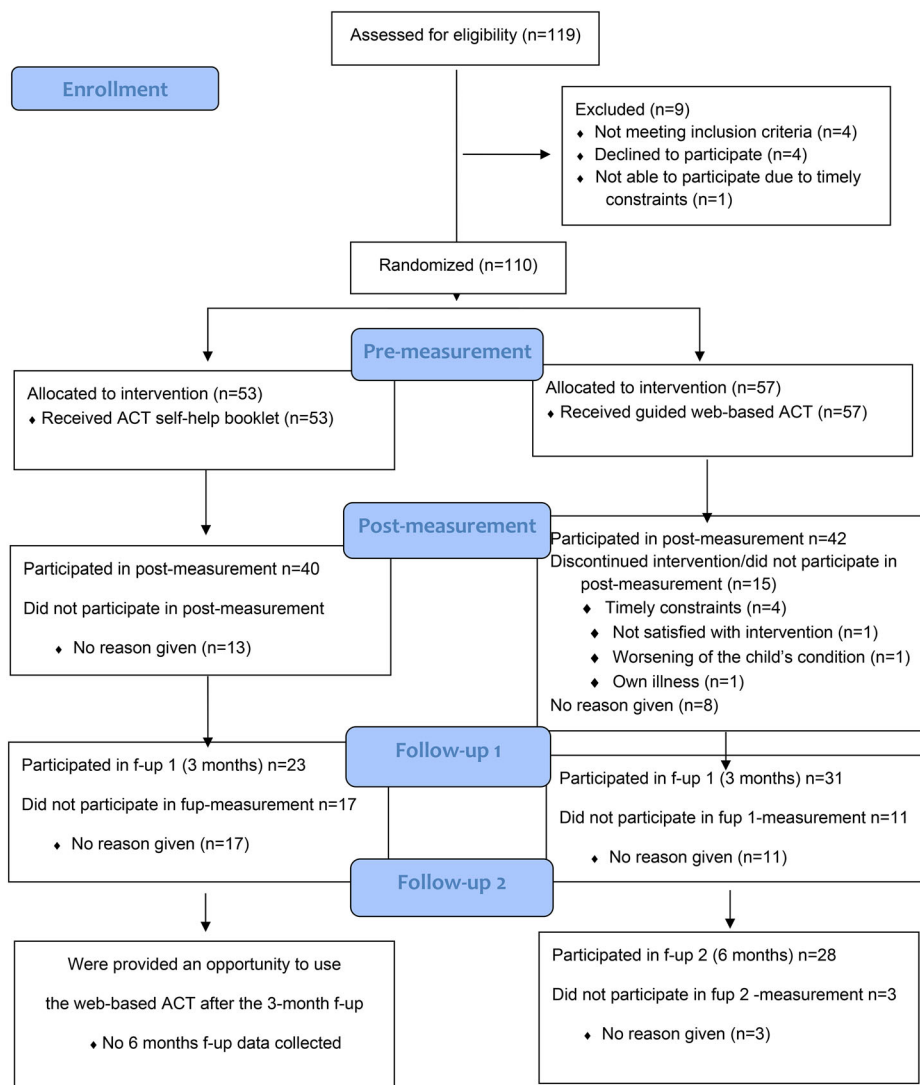 Assessed for eligibility (n=119)
Enrollment
Excluded (n=9)
♦ Not meeting inclusion criteria (n=4)
♦ Declined to participate (n=4)
♦ Not able to participate due to timely
constraints (n=1)
Randomized (n=110)
Pre-measurement
Allocated to intervention (n=53)
♦ Received ACT self-help booklet (n=53)
Allocated to intervention (n=57)
♦ Received guided web-based ACT (n=57)
Post-measurement
Participated in post-measurement n=40
Did not participate in post-measurement
♦ No reason given (n=13)
Participated in post-measurement n=42
Discontinued intervention/did not participate in
post-measurement (n=15)
♦ Timely constraints (n=4)
♦ Not satisfied with intervention (n=1)
♦ Worsening of the child’s condition (n=1)
♦ Own illness (n=1)
No reason given (n=8)
Follow-up 1
Participated in f-up 1 (3 months) n=23
Did not participate in fup-measurement n=17
♦ No reason given (n=17)
Participated in f-up 1 (3 months) n=31
Did not participate in fup 1-measurement n=11
♦ No reason given (n=11)
Follow-up 2
Were provided an opportunity to use
the web-based ACT after the 3-month f-up
♦ No 6 months f-up data collected
Participated in f-up 2 (6 months) n=28
Did not participate in fup 2 -measurement n=3
♦ No reason given (n=3)